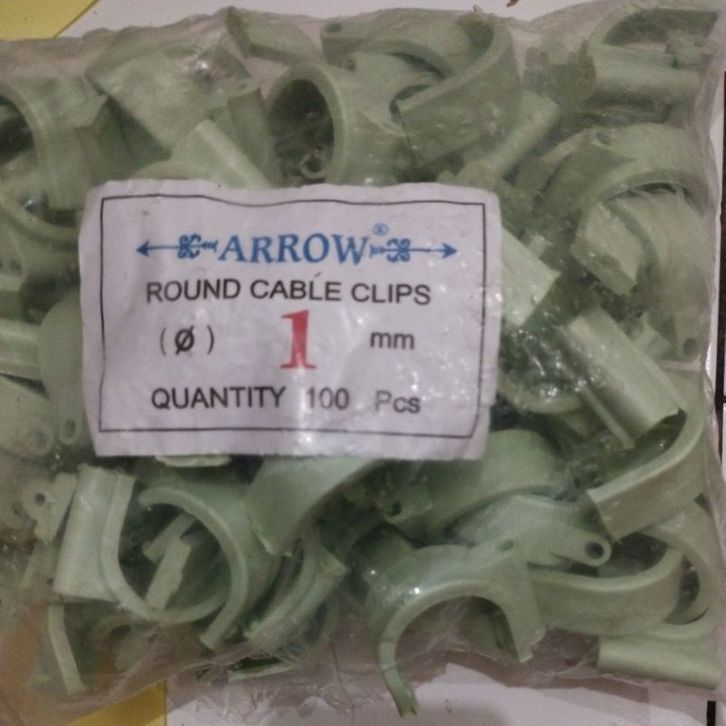 ARROW®
ROUND CABLE CLIPS
(Ø) 1 mm
QUANTITY 100 Pcs